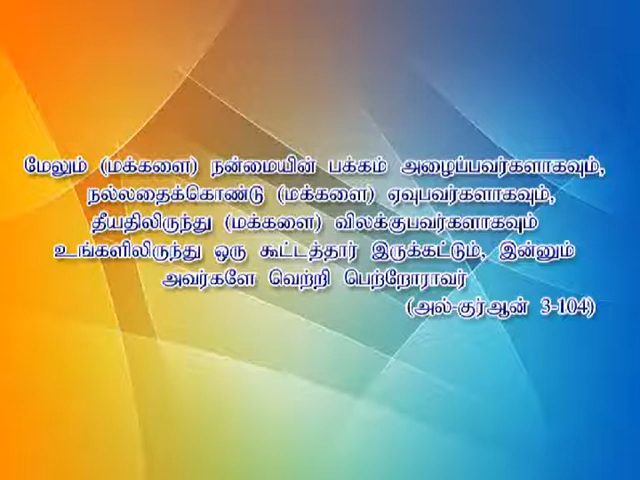 மேலும் (மக்களை) நன்மையின் பக்கம் அழைப்பவர்களாகவும்,
நல்லதைக்கொண்டு (மக்களை) ஏவுபவர்களாகவும்,
தீயதிலிருந்து (மக்களை) விலக்குபவர்களாகவும்
உங்களிலிருந்து ஒரு கூட்டத்தார் இருக்கட்டும், இன்னும்
அவர்களே வெற்றி பெற்றோராவர்
(அல்-குர்ஆன் 3-104)